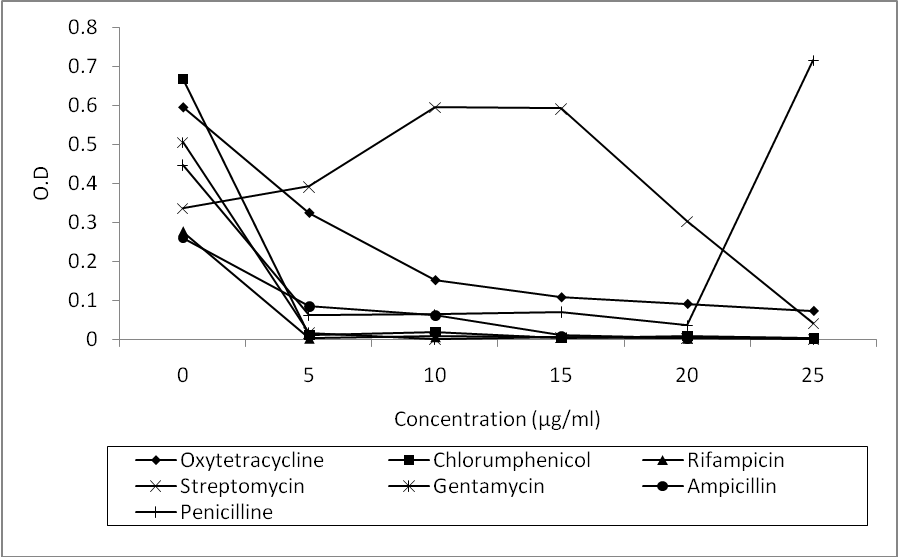 0.8
0.7
0.6
0.5
0.4
0.3
0.2
0.1
0
O.D
0 5 10 15 20 25
Concentration (µg/ml)
Oxytetracycline Chlorumphenicol Rifampicin
Streptomycin Gentamycin Ampicillin
Penicilline